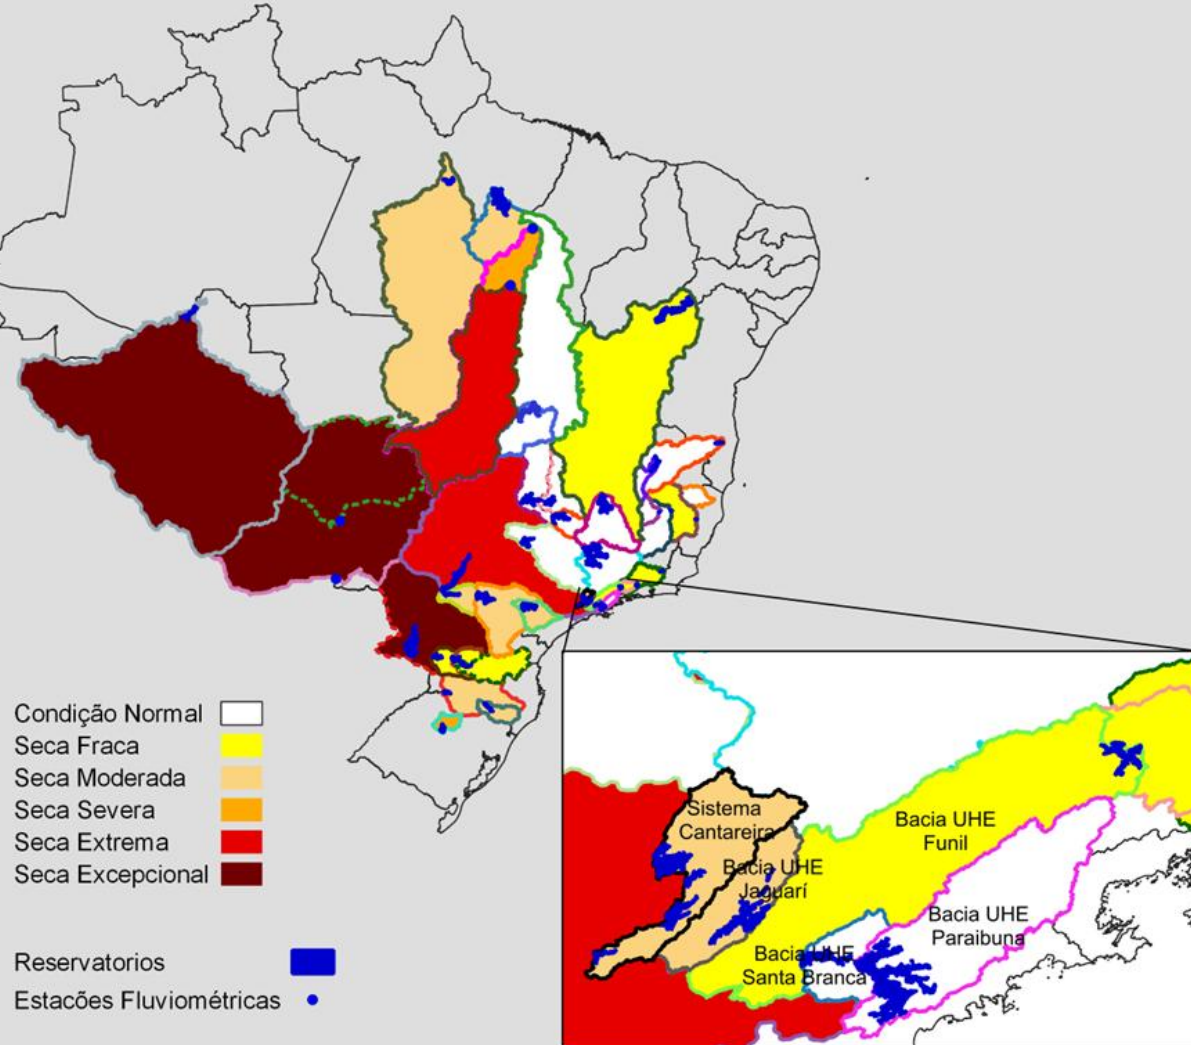 Condição Normal
Seca Fraca
Seca Moderada
Seca Severa
Seca Extrema
Seca Excepcional
Reservatorios
Estacões Fluviométricas
Sistema
Cantareira
Bacia UHE
Jaguarí
Bacia UHE
Funil
Bacia UHE
Paraibuna
Bacia UHE
Santa Branca